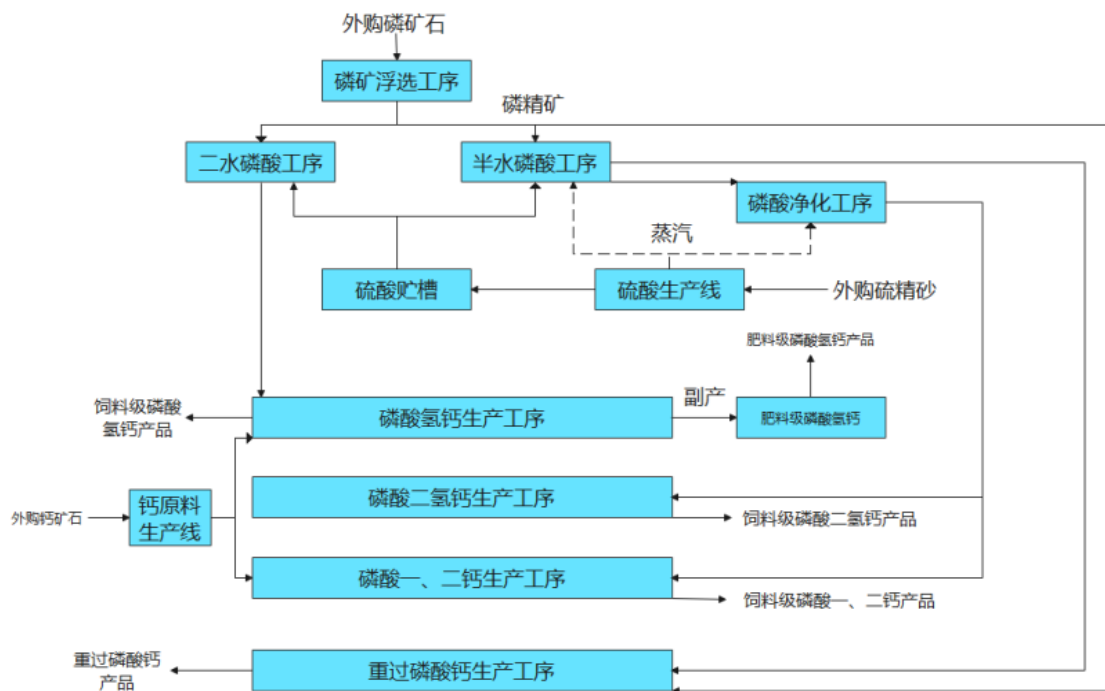 外购磷矿石
磷矿浮选工序
磷精矿
二水磷酸工序
半水磷酸工序
磷酸净化工序
蒸汽
硫酸贮槽
硫酸生产线
外购硫精砂
肥料级磷酸氢钙产品
饲料级磷酸
氢钙产品
磷酸氢钙生产工序
副产
肥料级磷酸氢钙
外购钙矿石
钙原料
生产线
磷酸二氢钙生产工序
饲料级磷酸二氢钙产品
磷酸一、二钙生产工序
饲料级磷酸一、二钙产品
重过磷酸钙
产品
重过磷酸钙生产工序